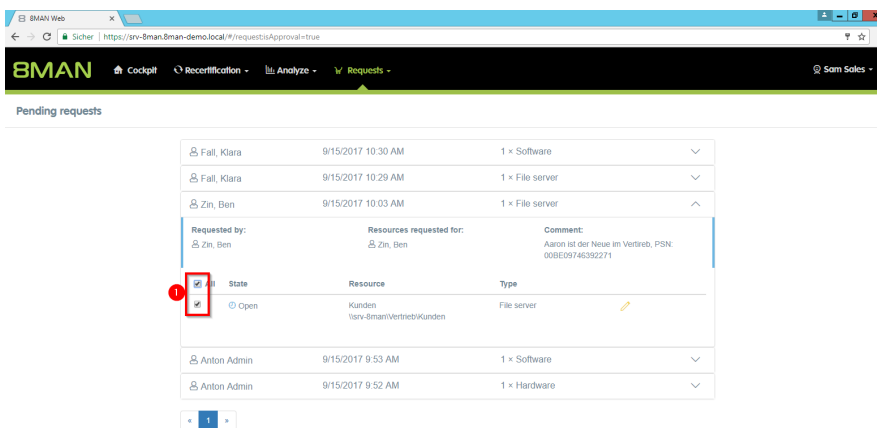 8MAN Web
Sicher https://srv-8man.8man-demo.local/#/request;isApproval=true
8MAN Cockpit Recertification Analyze Requests Sam Sales
Pending requests
Fall, Klara 9/15/2017 10:30 AM 1 × Software
Fall, Klara 9/15/2017 10:29 AM 1 × File server
Zin, Ben 9/15/2017 10:03 AM 1 × File server
Requested by: Resources requested for: Comment:
Zin, Ben Zin, Ben Aaron ist der Neue im Vertireb, PSN:
00BE09746392271
1 All State Resource Type
Open Kunden File server
\\srv-8man\Vertrieb\Kunden
Anton Admin 9/15/2017 9:53 AM 1 × Software
Anton Admin 9/15/2017 9:52 AM 1 × Hardware
« 1 »